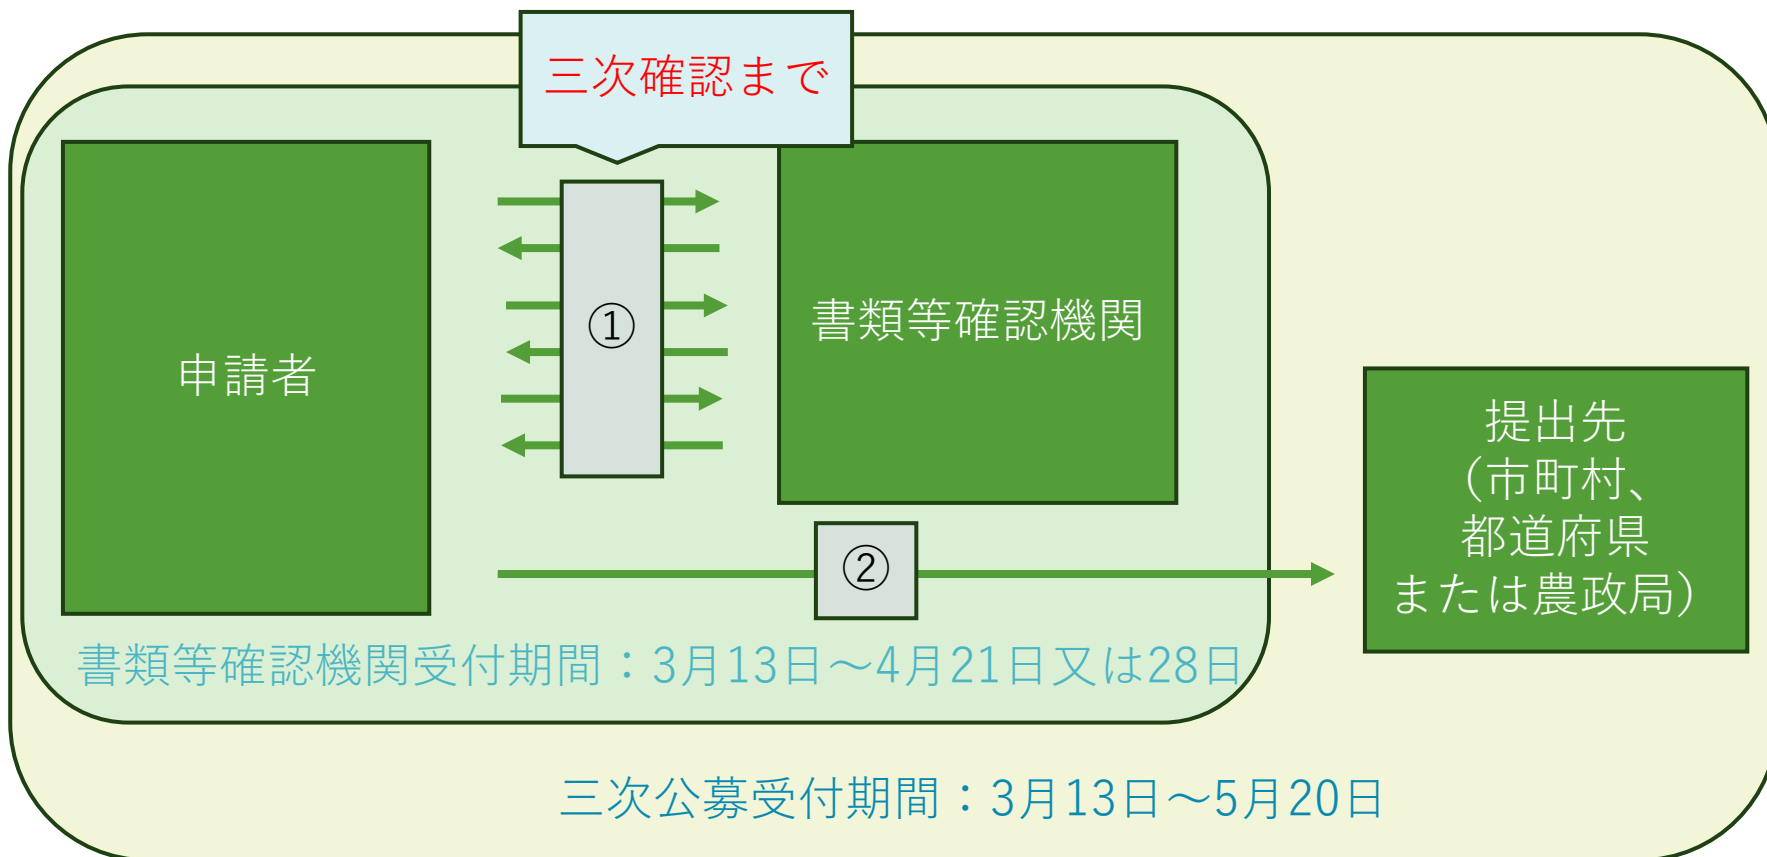 三次確認まで
申請者
①
書類等確認機関
②
提出先
（市町村、
都道府県
または農政局）
書類等確認機関受付期間：3月13日～4月21日又は28日
三次公募受付期間：3月13日～5月20日